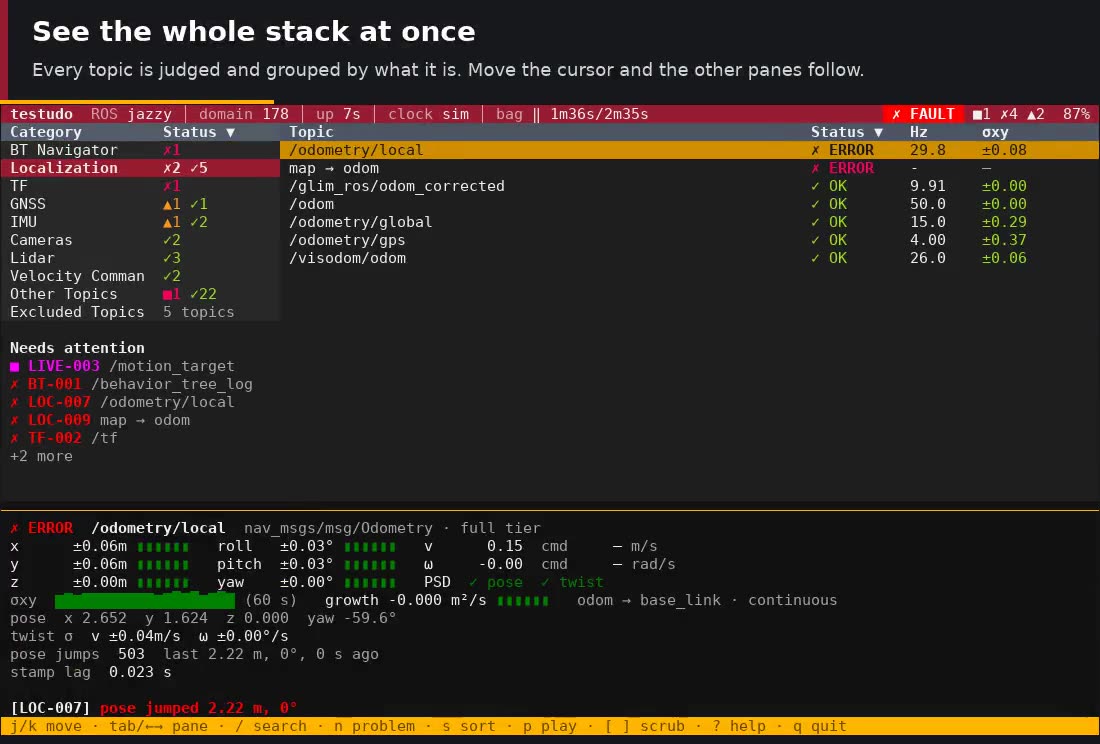 See the whole stack at once
Every topic is judged and grouped by what it is. Move the cursor and the other panes follow.
testudo ROS jazzy │ domain 178 │ up 7s │ clock sim │ bag ‖ 1m36s/2m35s ✗ FAULT ■1 ✗4 ▲2 87%
Category Status ▼ Topic Status ▼ Hz σxy
BT Navigator ✗1 /odometry/local ✗ ERROR 29.8 ±0.08
Localization ✗2 ✓5 map → odom ✗ ERROR - —
TF ✗1 /glim_ros/odom_corrected ✓ OK 9.91 ±0.00
GNSS ▲1 ✓1 /odom ✓ OK 50.0 ±0.00
IMU ▲1 ✓2 /odometry/global ✓ OK 15.0 ±0.29
Cameras ✓2 /odometry/gps ✓ OK 4.00 ±0.37
Lidar ✓3 /visodom/odom ✓ OK 26.0 ±0.06
Velocity Comman ✓2
Other Topics ■1 ✓22
Excluded Topics 5 topics
Needs attention
■ LIVE-003 /motion_target
✗ BT-001 /behavior_tree_log
✗ LOC-007 /odometry/local
✗ LOC-009 map → odom
✗ TF-002 /tf
+2 more
✗ ERROR /odometry/local nav_msgs/msg/Odometry · full tier
x ±0.06m roll ±0.03° v 0.15 cmd — m/s
y ±0.06m pitch ±0.03° ω -0.00 cmd — rad/s
z ±0.00m yaw ±0.00° PSD ✓ pose ✓ twist
σxy (60 s) growth -0.000 m²/s odom → base_link · continuous
pose x 2.652 y 1.624 z 0.000 yaw -59.6°
twist σ v ±0.04m/s ω ±0.00°/s
pose jumps 503 last 2.22 m, 0°, 0 s ago
stamp lag 0.023 s
[LOC-007] pose jumped 2.22 m, 0°
j/k move · tab/←→ pane · / search · n problem · s sort · p play · [ ] scrub · ? help · q quit